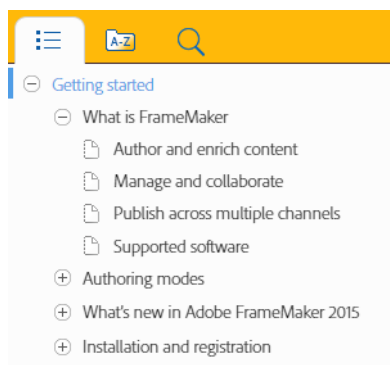 A-Z
Getting started
What is FrameMaker
Author and enrich content
Manage and collaborate
Publish across multiple channels
Supported software
Authoring modes
What's new in Adobe FrameMaker 2015
Installation and registration